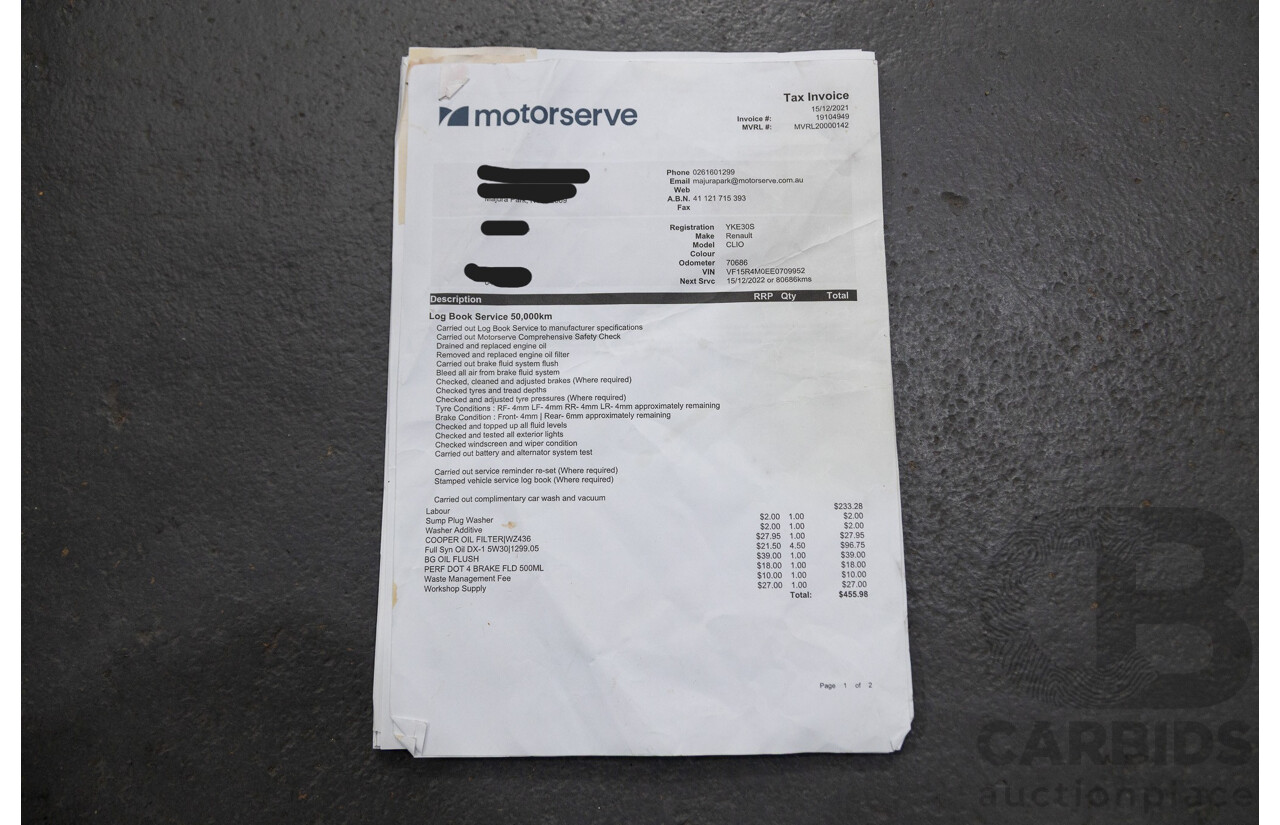 motorserve
Tax Invoice
15/12/2021
Invoice #: 19104949
MVRL #: MVRL20000142
Phone 0261601299
Email majurapark@motorserve.com.au
Web
Majura Park,
A.B.N. 41 121 715 393
Fax
Registration YKE30S
Make Renault
Model CLIO
Colour
Odometer 70686
VIN VF15R4M0EE0709952
Next Srvc 15/12/2022 or 80686kms
Description RRP Qty Total
Log Book Service 50,000km
Carried out Log Book Service to manufacturer specifications
Carried out Motorserve Comprehensive Safety Check
Drained and replaced engine oil
Removed and replaced engine oil filter
Carried out brake fluid system flush
Bleed all air from brake fluid system
Checked, cleaned and adjusted brakes (Where required)
Checked tyres and tread depths
Checked and adjusted tyre pressures (Where required)
Tyre Conditions : RF- 4mm LF- 4mm RR- 4mm LR- 4mm approximately remaining
Brake Condition : Front- 4mm | Rear- 6mm approximately remaining
Checked and topped up all fluid levels
Checked and tested all exterior lights
Checked windscreen and wiper condition
Carried out battery and alternator system test
Carried out service reminder re-set (Where required)
Stamped vehicle service log book (Where required)
Carried out complimentary car wash and vacuum
Labour $233.28
Sump Plug Washer $2.00 1.00 $2.00
Washer Additive $2.00 1.00 $2.00
COOPER OIL FILTER|WZ436 $27.95 1.00 $27.95
Full Syn Oil DX-1 5W30|1299.05 $21.50 4.50 $96.75
BG OIL FLUSH $39.00 1.00 $39.00
PERF DOT 4 BRAKE FLD 500ML $18.00 1.00 $18.00
Waste Management Fee $10.00 1.00 $10.00
Workshop Supply $27.00 1.00 $27.00
Total: $455.98
Page 1 of 2
CARBIDS
auctionplace